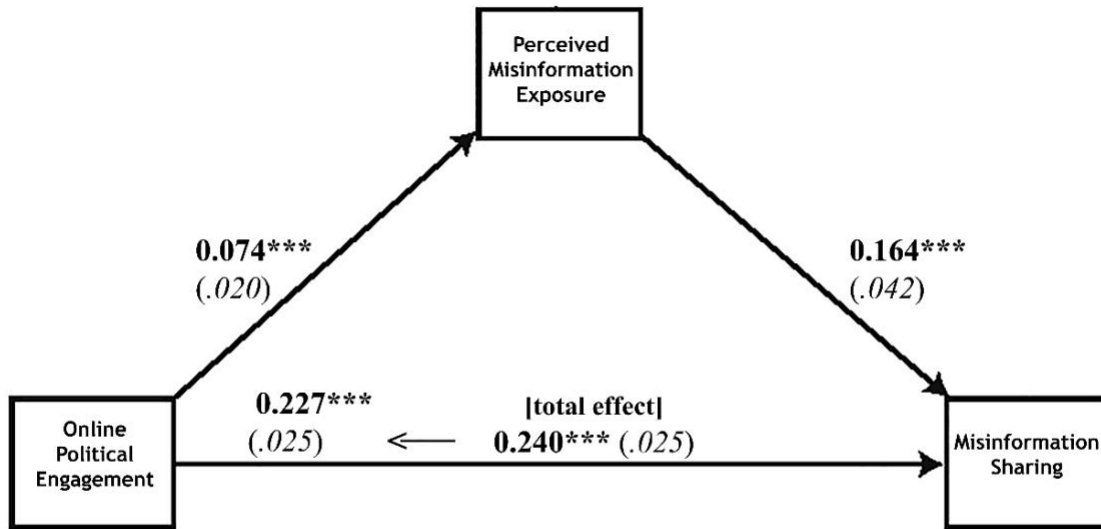 Perceived
Misinformation
Exposure
0.074***
(.020)
0.164***
(.042)
0.227***
(.025)
|total effect|
0.240*** (.025)
Online
Political
Engagement
Misinformation
Sharing